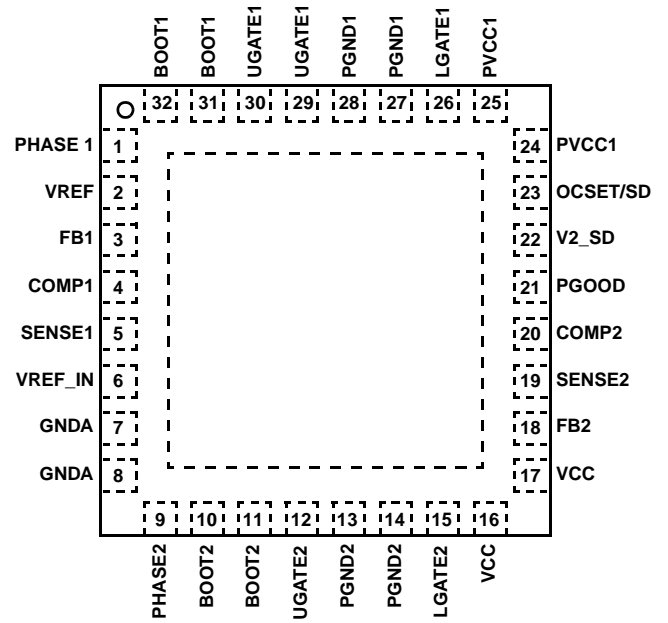 BOOT1
BOOT1
UGATE1
UGATE1
PGND1
PGND1
LGATE1
PVCC1
32 31 30 29 28 27 26 25
PHASE 1 1 24 PVCC1
VREF 2 23 OCSET/SD
FB1 3 22 V2_SD
COMP1 4 21 PGOOD
SENSE1 5 20 COMP2
VREF_IN 6 19 SENSE2
GNDA 7 18 FB2
GNDA 8 17 VCC
9 10 11 12 13 14 15 16
PHASE2
BOOT2
BOOT2
UGATE2
PGND2
PGND2
LGATE2
VCC